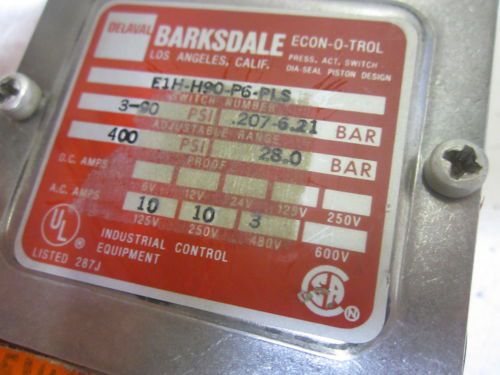 DELAVAL BARKSDALE ECON-O-TROL
LOS ANGELES, CALIF. PRESS. ACT. SWITCH
DIA-SEAL PISTON DESIGN
E1H-H90-P6-PLS
SWITCH NUMBER
3-90 PSI .207-6.21 BAR
ADJUSTABLE RANGE
400 PSI 28.0 BAR
PROOF
D.C. AMPS
6V 12V 24V 125V 250V
A.C. AMPS 10 10 3
125V 250V 480V 600V
UL
®
LISTED 287J
INDUSTRIAL CONTROL
EQUIPMENT
SA
N